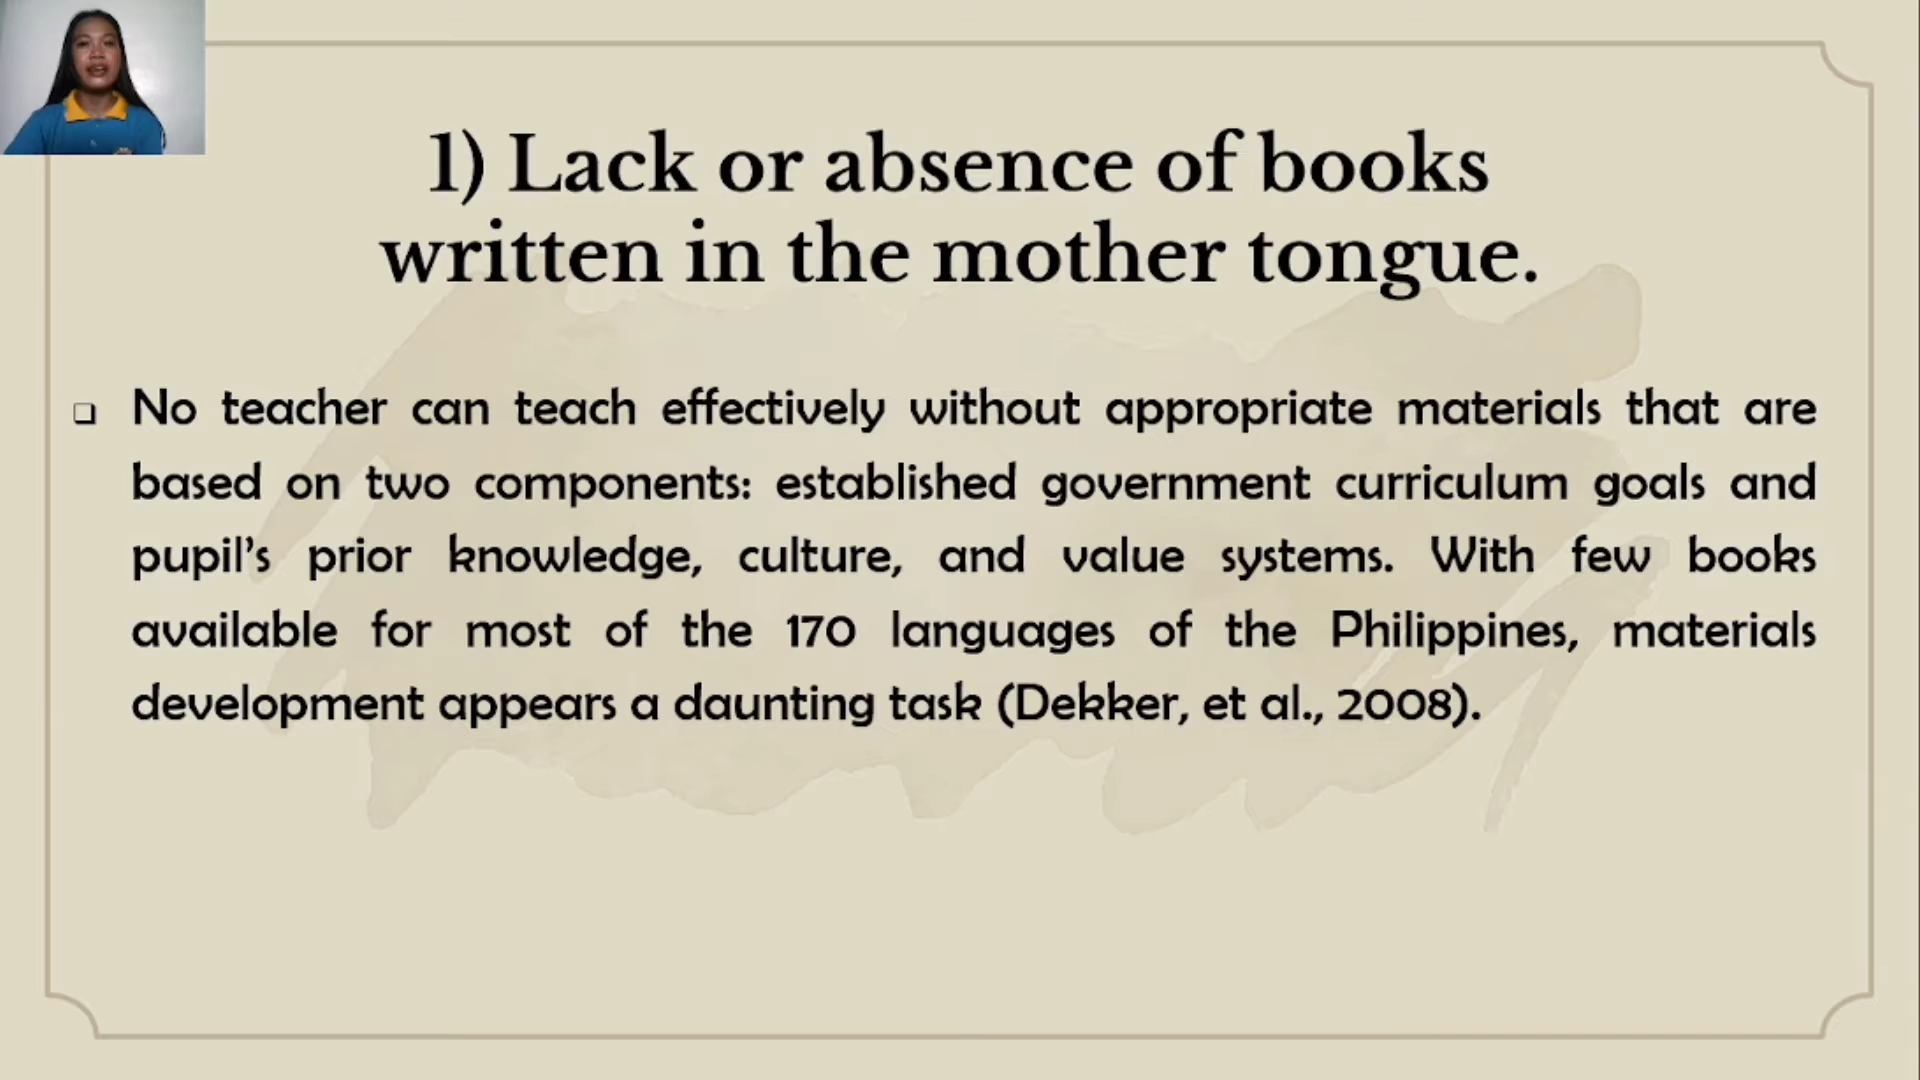 1) Lack or absence of books
written in the mother tongue.
❑ No teacher can teach effectively without appropriate materials that are
based on two components: established government curriculum goals and
pupil’s prior knowledge, culture, and value systems. With few books
available for most of the 170 languages of the Philippines, materials
development appears a daunting task (Dekker, et al., 2008).